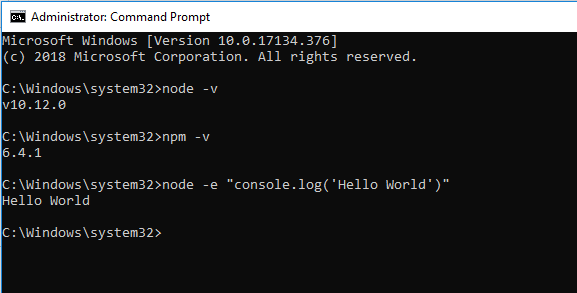 Administrator: Command Prompt
Microsoft Windows [Version 10.0.17134.376]
(c) 2018 Microsoft Corporation. All rights reserved.
C:\Windows\system32>node -v
v10.12.0
C:\Windows\system32>npm -v
6.4.1
C:\Windows\system32>node -e "console.log('Hello World')"
Hello World
C:\Windows\system32>